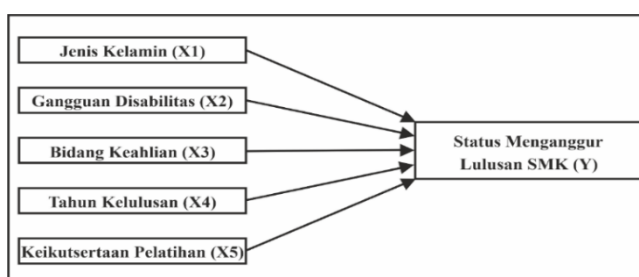 Jenis Kelamin (X1)
Gangguan Disabilitas (X2)
Bidang Keahlian (X3)
Tahun Kelulusan (X4)
Keikutsertaan Pelatihan (X5)
Status Menganggur
Lulusan SMK (Y)